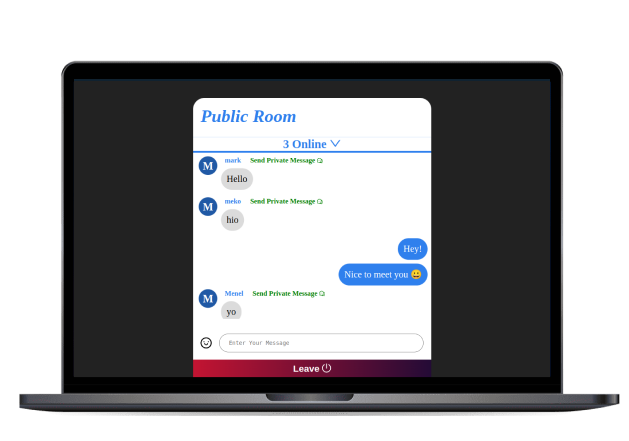 Public Room
3 Online
M mark Send Private Message
Hello
M meko Send Private Message
hio
Hey!
Nice to meet you 😀
M Menel Send Private Message
yo
Enter Your Message
Leave